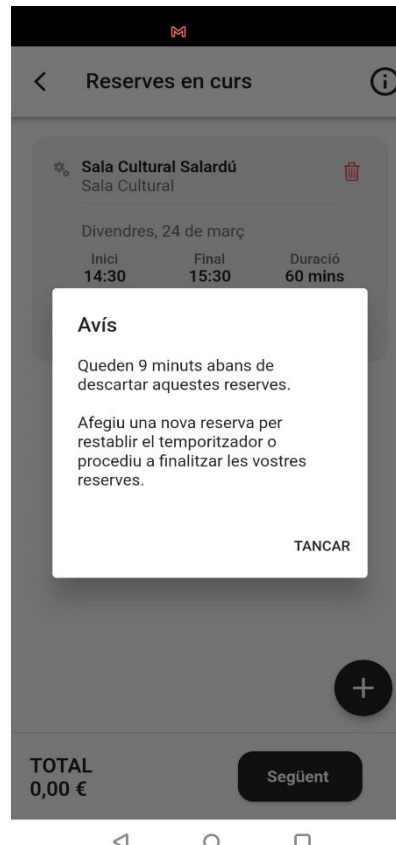 Reserves en curs
Sala Cultural Salardú
Sala Cultural
Divendres, 24 de març
Inici Final Duració
14:30 15:30 60 mins
Avís
Queden 9 minuts abans de
descartar aquestes reserves.
Afegiu una nova reserva per
restablir el temporitzador o
procediu a finalitzar les vostres
reserves.
TANCAR
TOTAL
0,00 €
Següent